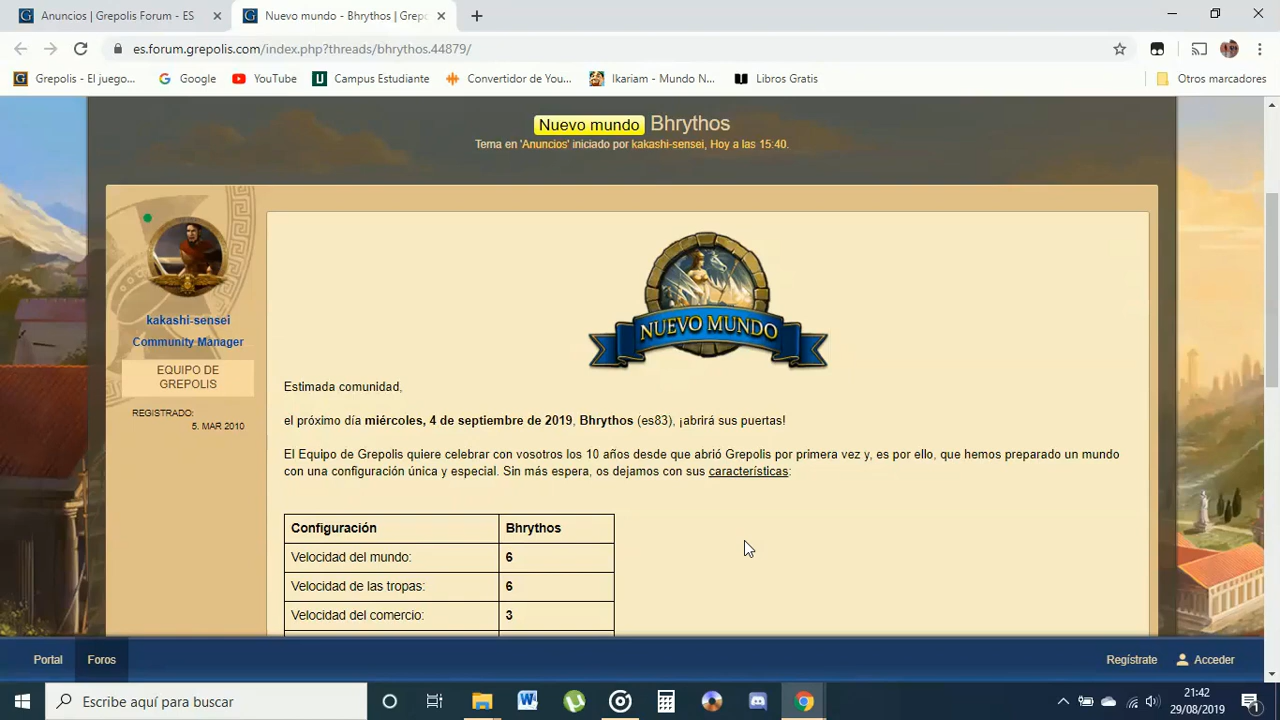 Anuncios | Grepolis Forum - ES
Nuevo mundo - Bhrythos | Grepo
es.forum.grepolis.com/index.php?threads/bhrythos.44879/
Grepolis - El juego...
Google
YouTube
Campus Estudiante
Convertidor de You...
Ikariam - Mundo N...
Libros Gratis
Otros marcadores
Nuevo mundo Bhrythos
Tema en 'Anuncios' iniciado por kakashi-sensei, Hoy a las 15:40.
kakashi-sensei
Community Manager
EQUIPO DE
GREPOLIS
REGISTRADO:
5. MAR 2010
NUEVO MUNDO
Estimada comunidad,
el próximo día miércoles, 4 de septiembre de 2019, Bhrythos (es83), ¡abrirá sus puertas!
El Equipo de Grepolis quiere celebrar con vosotros los 10 años desde que abrió Grepolis por primera vez y, es por ello, que hemos preparado un mundo
con una configuración única y especial. Sin más espera, os dejamos con sus características:
Configuración Bhrythos
Velocidad del mundo: 6
Velocidad de las tropas: 6
Velocidad del comercio: 3
Portal
Foros
Regístrate
Acceder
Escribe aquí para buscar
21:42
29/08/2019